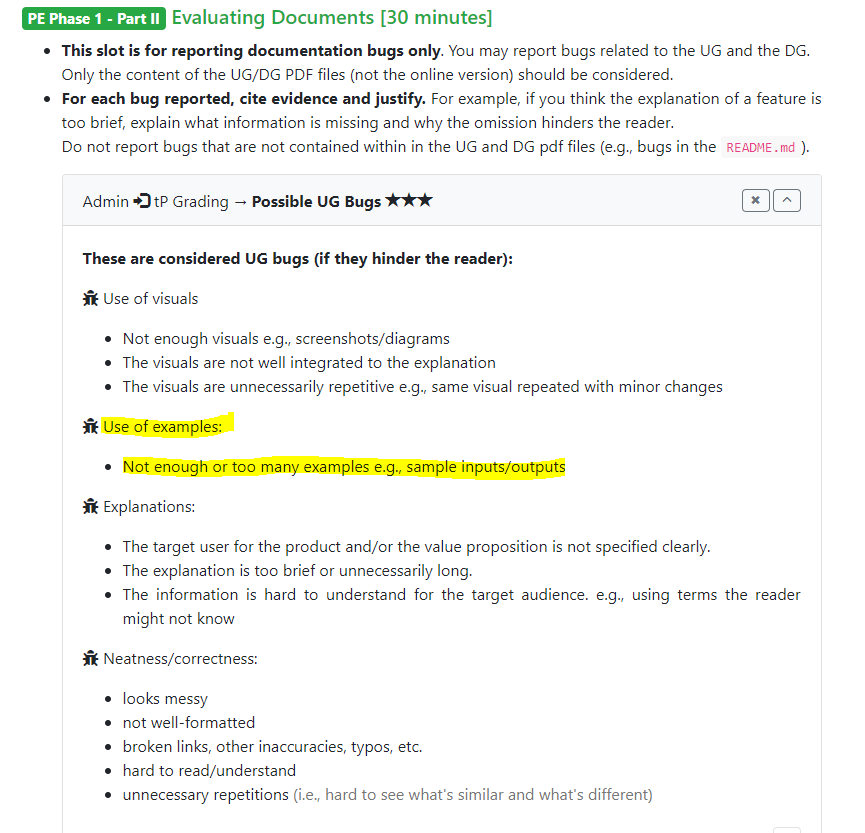 PE Phase 1 - Part II Evaluating Documents [30 minutes]
• This slot is for reporting documentation bugs only. You may report bugs related to the UG and the DG.
Only the content of the UG/DG PDF files (not the online version) should be considered.
• For each bug reported, cite evidence and justify. For example, if you think the explanation of a feature is
too brief, explain what information is missing and why the omission hinders the reader.
Do not report bugs that are not contained within in the UG and DG pdf files (e.g., bugs in the README.md ).
Admin tP Grading → Possible UG Bugs ★★★
These are considered UG bugs (if they hinder the reader):
Use of visuals
• Not enough visuals e.g., screenshots/diagrams
• The visuals are not well integrated to the explanation
• The visuals are unnecessarily repetitive e.g., same visual repeated with minor changes
Use of examples:
• Not enough or too many examples e.g., sample inputs/outputs
Explanations:
• The target user for the product and/or the value proposition is not specified clearly.
• The explanation is too brief or unnecessarily long.
• The information is hard to understand for the target audience. e.g., using terms the reader
might not know
Neatness/correctness:
• looks messy
• not well-formatted
• broken links, other inaccuracies, typos, etc.
• hard to read/understand
• unnecessary repetitions (i.e., hard to see what's similar and what's different)